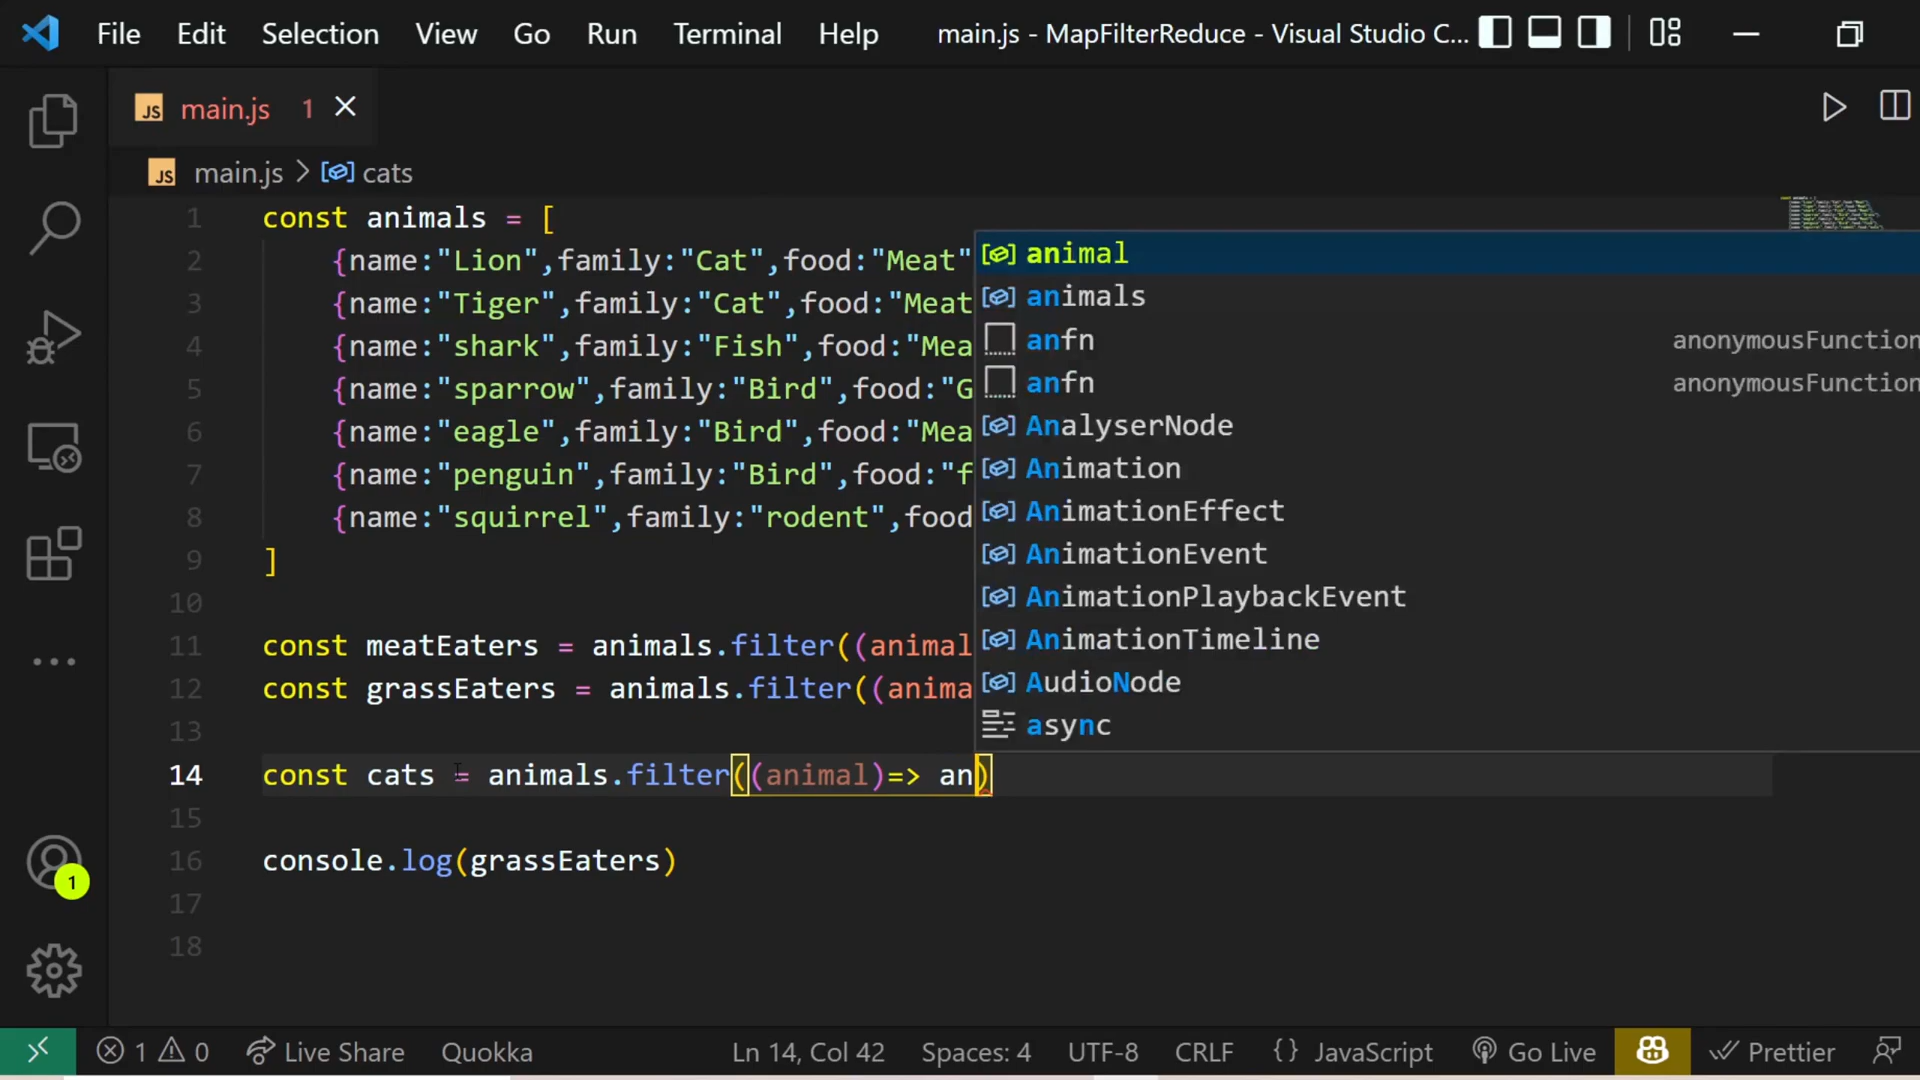 File Edit Selection View Go Run Terminal Help main.js - MapFilterReduce - Visual Studio C...
JS main.js 1
JS main.js > cats
1 const animals = [
2 {name:"Lion",family:"Cat",food:"Meat"
3 {name:"Tiger",family:"Cat",food:"Meat
4 {name:"shark",family:"Fish",food:"Mea
5 {name:"sparrow",family:"Bird",food:"G
6 {name:"eagle",family:"Bird",food:"Mea
7 {name:"penguin",family:"Bird",food:"f
8 {name:"squirrel",family:"rodent",food
9 ]
10
11 const meatEaters = animals.filter((animal
12 const grassEaters = animals.filter((anima
13
14 const cats = animals.filter((animal)=> an)
15
16 console.log(grassEaters)
17
18
animal
animals
anfn anonymousFunction
anfn anonymousFunction
AnalyserNode
Animation
AnimationEffect
AnimationEvent
AnimationPlaybackEvent
AnimationTimeline
AudioNode
async
1
1 0 Live Share Quokka Ln 14, Col 42 Spaces: 4 UTF-8 CRLF {} JavaScript Go Live Prettier